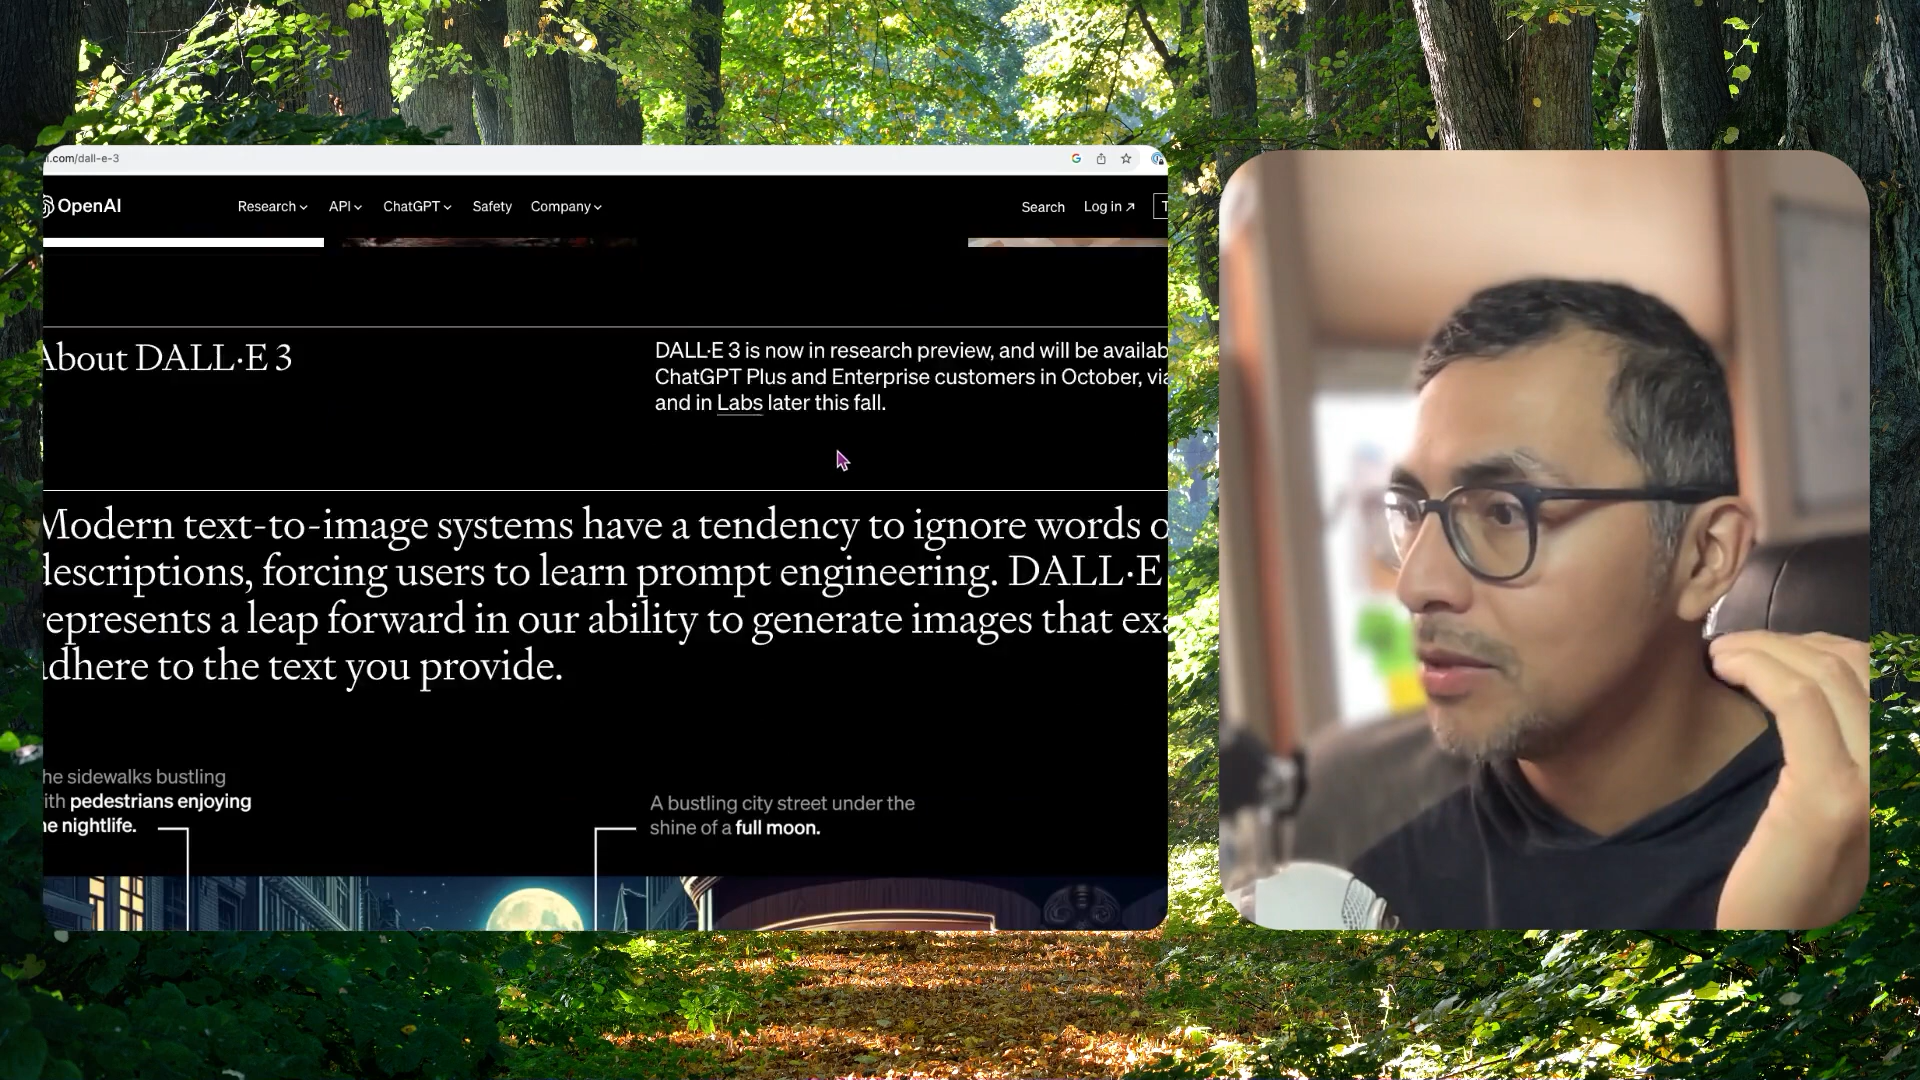 .com/dall-e-3
OpenAI
Research API ChatGPT Safety Company
Search Log in
About DALL·E 3
DALL·E 3 is now in research preview, and will be availab
ChatGPT Plus and Enterprise customers in October, via
and in Labs later this fall.
Modern text-to-image systems have a tendency to ignore words o
descriptions, forcing users to learn prompt engineering. DALL·E
represents a leap forward in our ability to generate images that exa
adhere to the text you provide.
he sidewalks bustling
ith pedestrians enjoying
he nightlife.
A bustling city street under the
shine of a full moon.